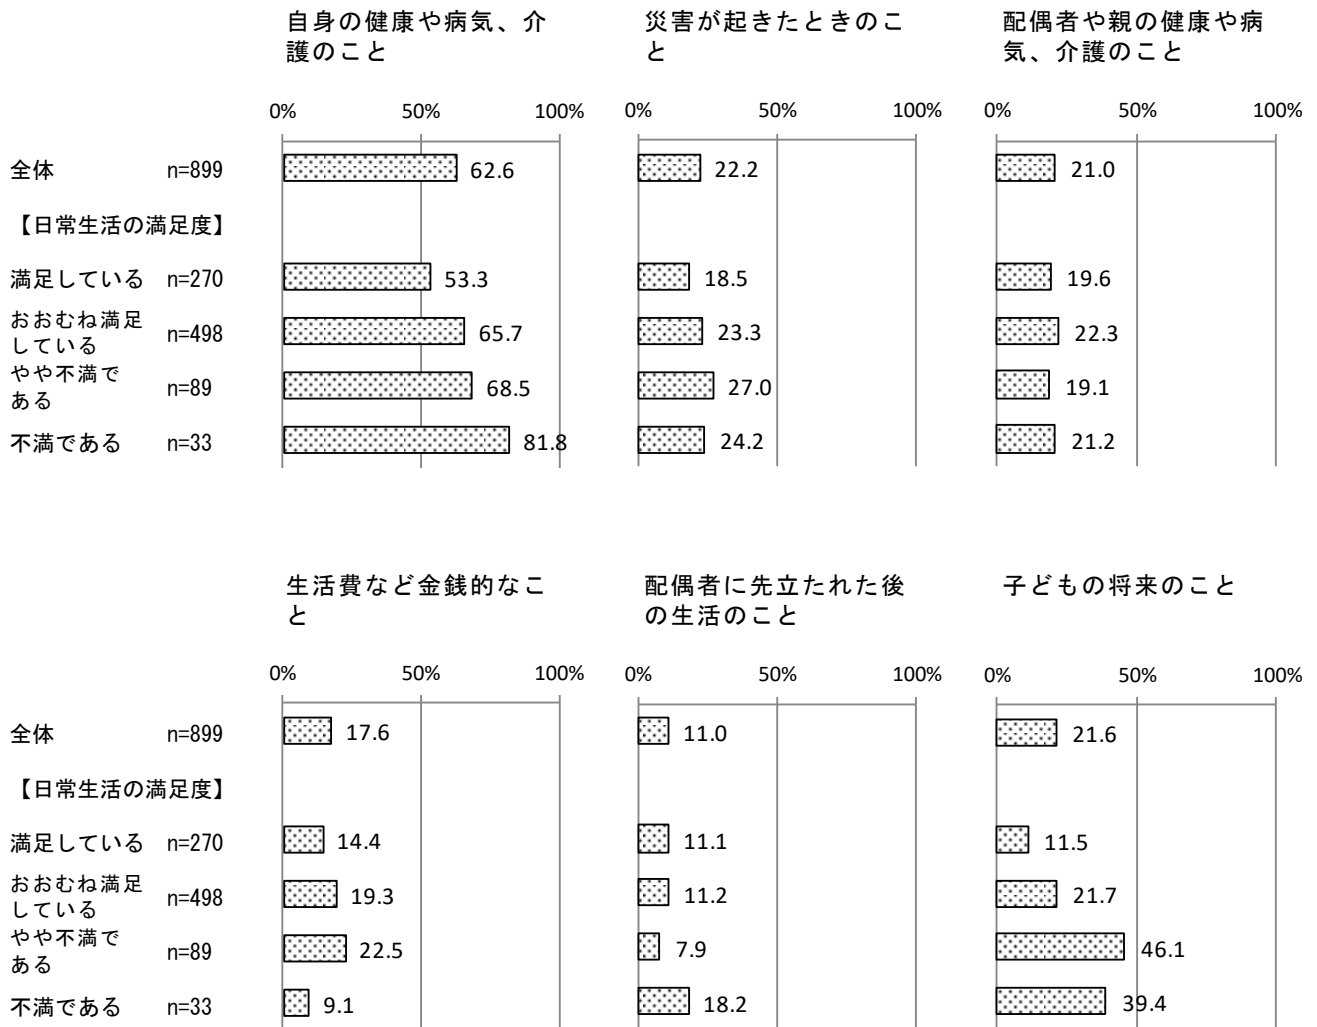 自身の健康や病気、介
護のこと
災害が起きたときのこ
と
配偶者や親の健康や病
気、介護のこと
0% 50% 100% 0% 50% 100% 0% 50% 100%
全体 n=899 62.6 22.2 21.0
【日常生活の満足度】
満足している n=270 53.3 18.5 19.6
おおむね満足
している n=498 65.7 23.3 22.3
やや不満で
ある n=89 68.5 27.0 19.1
不満である n=33 81.8 24.2 21.2
生活費など金銭的なこ
と
配偶者に先立たれた後
の生活のこと
子どもの将来のこと
0% 50% 100% 0% 50% 100% 0% 50% 100%
全体 n=899 17.6 11.0 21.6
【日常生活の満足度】
満足している n=270 14.4 11.1 11.5
おおむね満足
している n=498 19.3 11.2 21.7
やや不満で
ある n=89 22.5 7.9 46.1
不満である n=33 9.1 18.2 39.4